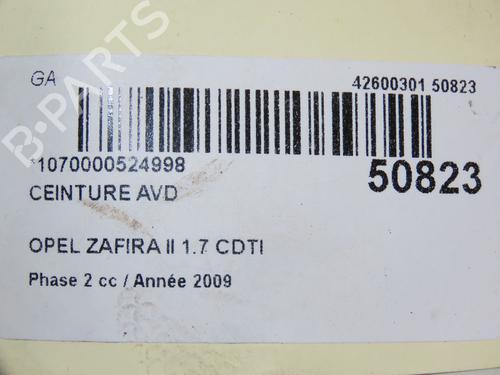 B-PARTS
GA
42600301 50823
*1070000524998
50823
CEINTURE AVD
OPEL ZAFIRA II 1.7 CDTI
Phase 2 cc / Année 2009